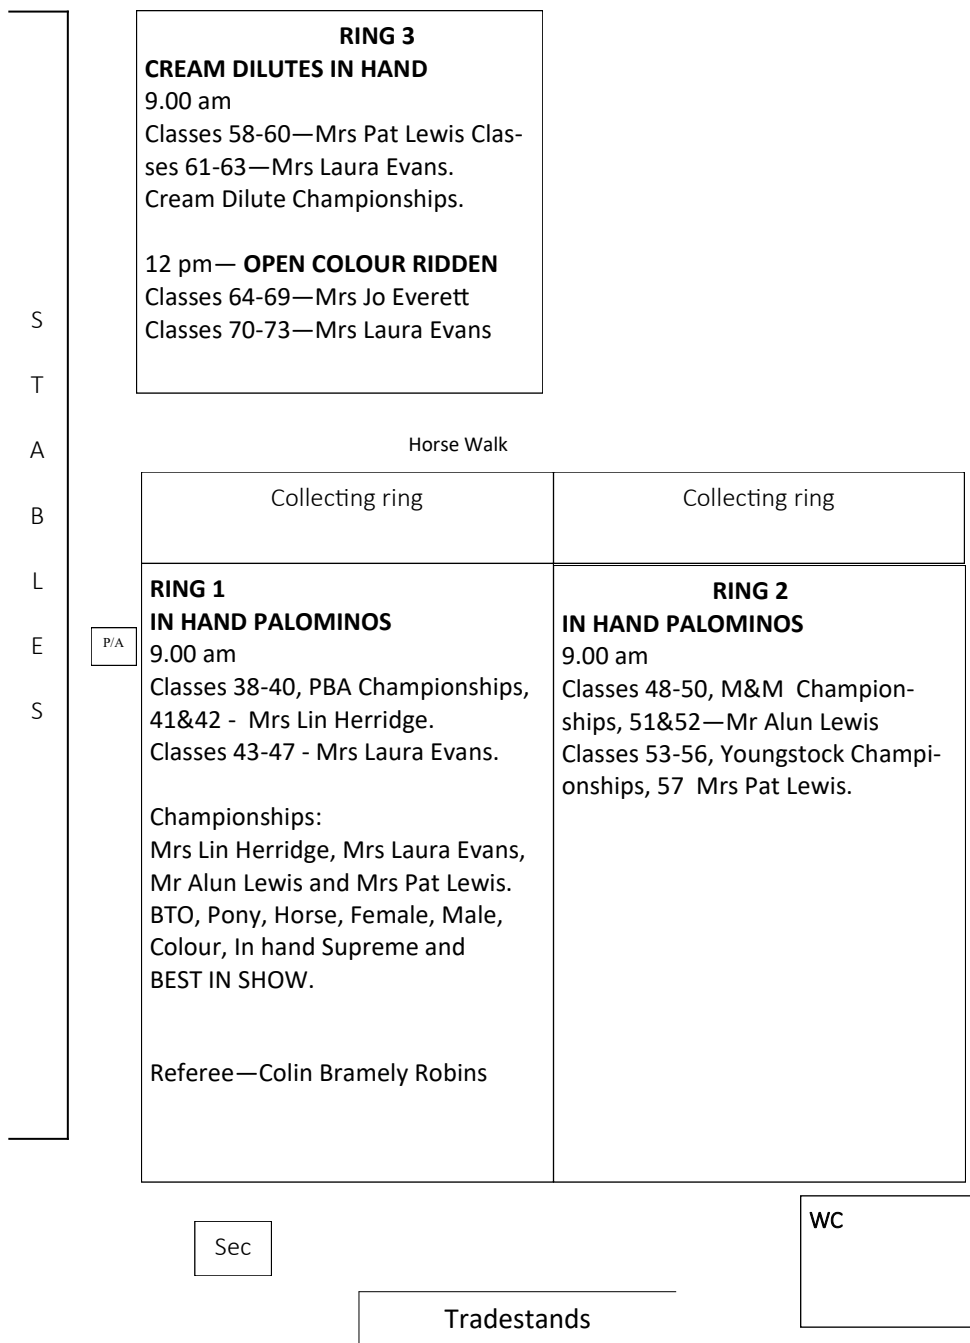 RING 3
CREAM DILUTES IN HAND
9.00 am
Classes 58-60—Mrs Pat Lewis Clas-
ses 61-63—Mrs Laura Evans.
Cream Dilute Championships.
12 pm— OPEN COLOUR RIDDEN
Classes 64-69—Mrs Jo Everett
Classes 70-73—Mrs Laura Evans
S
T
A
B
L
E
S
Horse Walk
Collecting ring
Collecting ring
P/A
RING 1
IN HAND PALOMINOS
9.00 am
Classes 38-40, PBA Championships,
41&42 - Mrs Lin Herridge.
Classes 43-47 - Mrs Laura Evans.
Championships:
Mrs Lin Herridge, Mrs Laura Evans,
Mr Alun Lewis and Mrs Pat Lewis.
BTO, Pony, Horse, Female, Male,
Colour, In hand Supreme and
BEST IN SHOW.
Referee—Colin Bramely Robins
RING 2
IN HAND PALOMINOS
9.00 am
Classes 48-50, M&M Champion-
ships, 51&52—Mr Alun Lewis
Classes 53-56, Youngstock Champi-
onships, 57 Mrs Pat Lewis.
Sec
WC
Tradestands